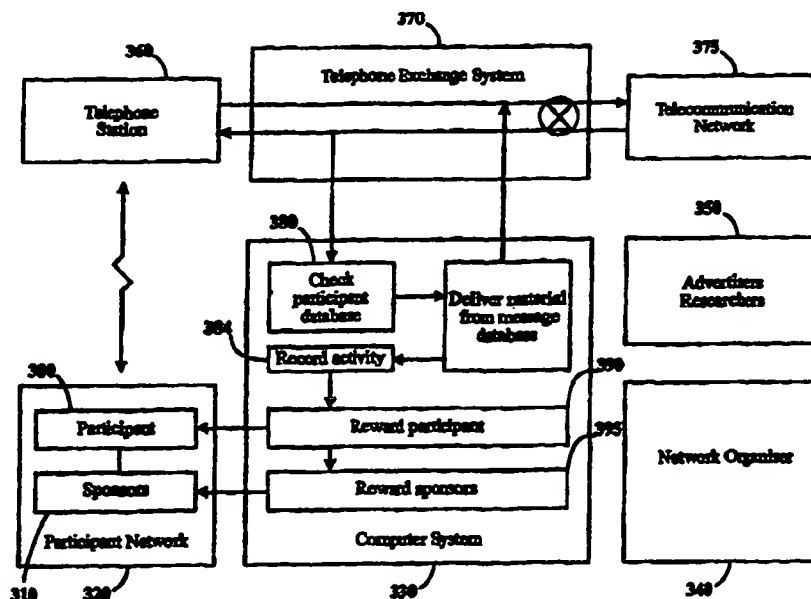 370
360
375
Telephone Exchange System
Telephone
Station
Telecommunication
Network
380
350
Check
participant
database
Deliver material
from message
database
Advertisers
Researchers
384
Record activity
300
390
Participant
Reward participant
395
Network Organiser
Sponsors
Reward sponsors
Participant Network
Computer System
310
320
330
340